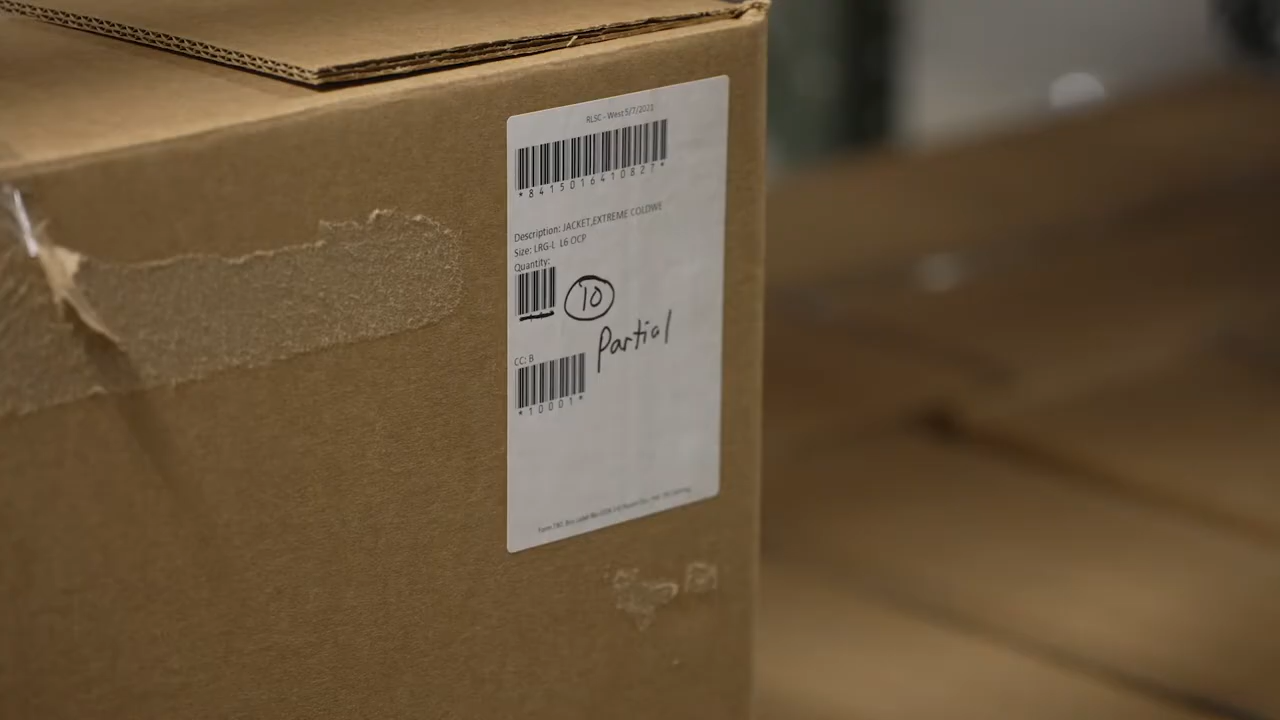 RLSC - West 5/7/2021
*8415016410827*
Description: JACKET,EXTREME COLDWE
Size: LRG-L L6 OCP
Quantity:
10
Partial
CC: B
*10001*